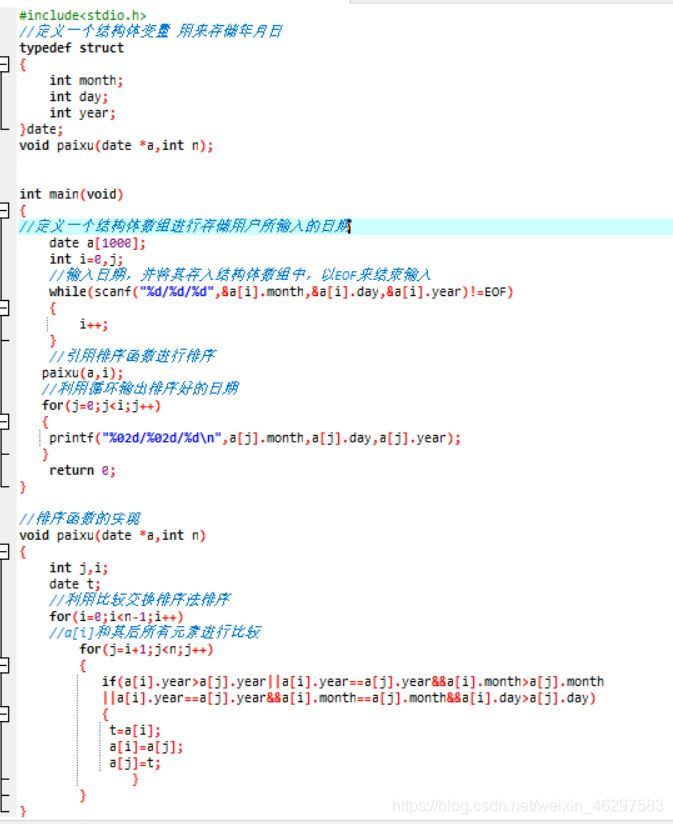 #include<stdio.h>
//定义一个结构体变量 用来存储年月日
typedef struct
{
    int month;
    int day;
    int year;
}date;
void paixu(date *a,int n);
int main(void)
{
//定义一个结构体数组进行存储用户所输入的日期
    date a[1000];
    int i=0,j;
    //输入日期，并将其存入结构体数组中，以EOF来结束输入
    while(scanf("%d/%d/%d",&a[i].month,&a[i].day,&a[i].year)!=EOF)
    {
        i++;
    }
    //引用排序函数进行排序
   paixu(a,i);
   //利用循环输出排序好的日期
   for(j=0;j<i;j++)
   {
    printf("%02d/%02d/%d\n",a[j].month,a[j].day,a[j].year);
   }
    return 0;
}
//排序函数的实现
void paixu(date *a,int n)
{
    int j,i;
    date t;
    //利用比较交换排序法排序
    for(i=0;i<n-1;i++)
    //a[i]和其后所有元素进行比较
        for(j=i+1;j<n;j++)
        {
           if(a[i].year>a[j].year||a[i].year==a[j].year&&a[i].month>a[j].month
           ||a[i].year==a[j].year&&a[i].month==a[j].month&&a[i].day>a[j].day)
           {
            t=a[i];
            a[i]=a[j];
            a[j]=t;
               }
        }
}
https://blog.csdn.net/weixin_46297583